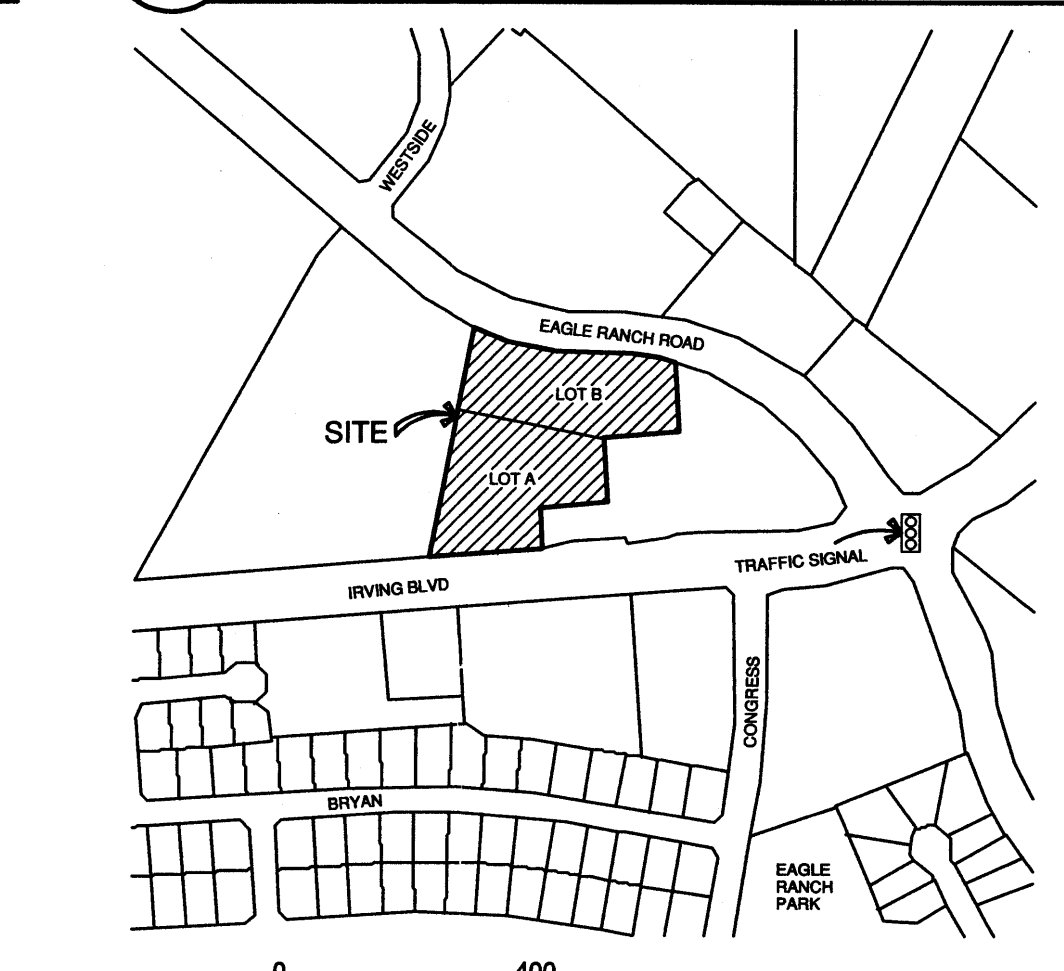 WESTSIDE
EAGLE RANCH ROAD
LOT B
SITE
LOT A
TRAFFIC SIGNAL
IRVING BLVD
CONGRESS
BRYAN
EAGLE
RANCH
PARK
0 400